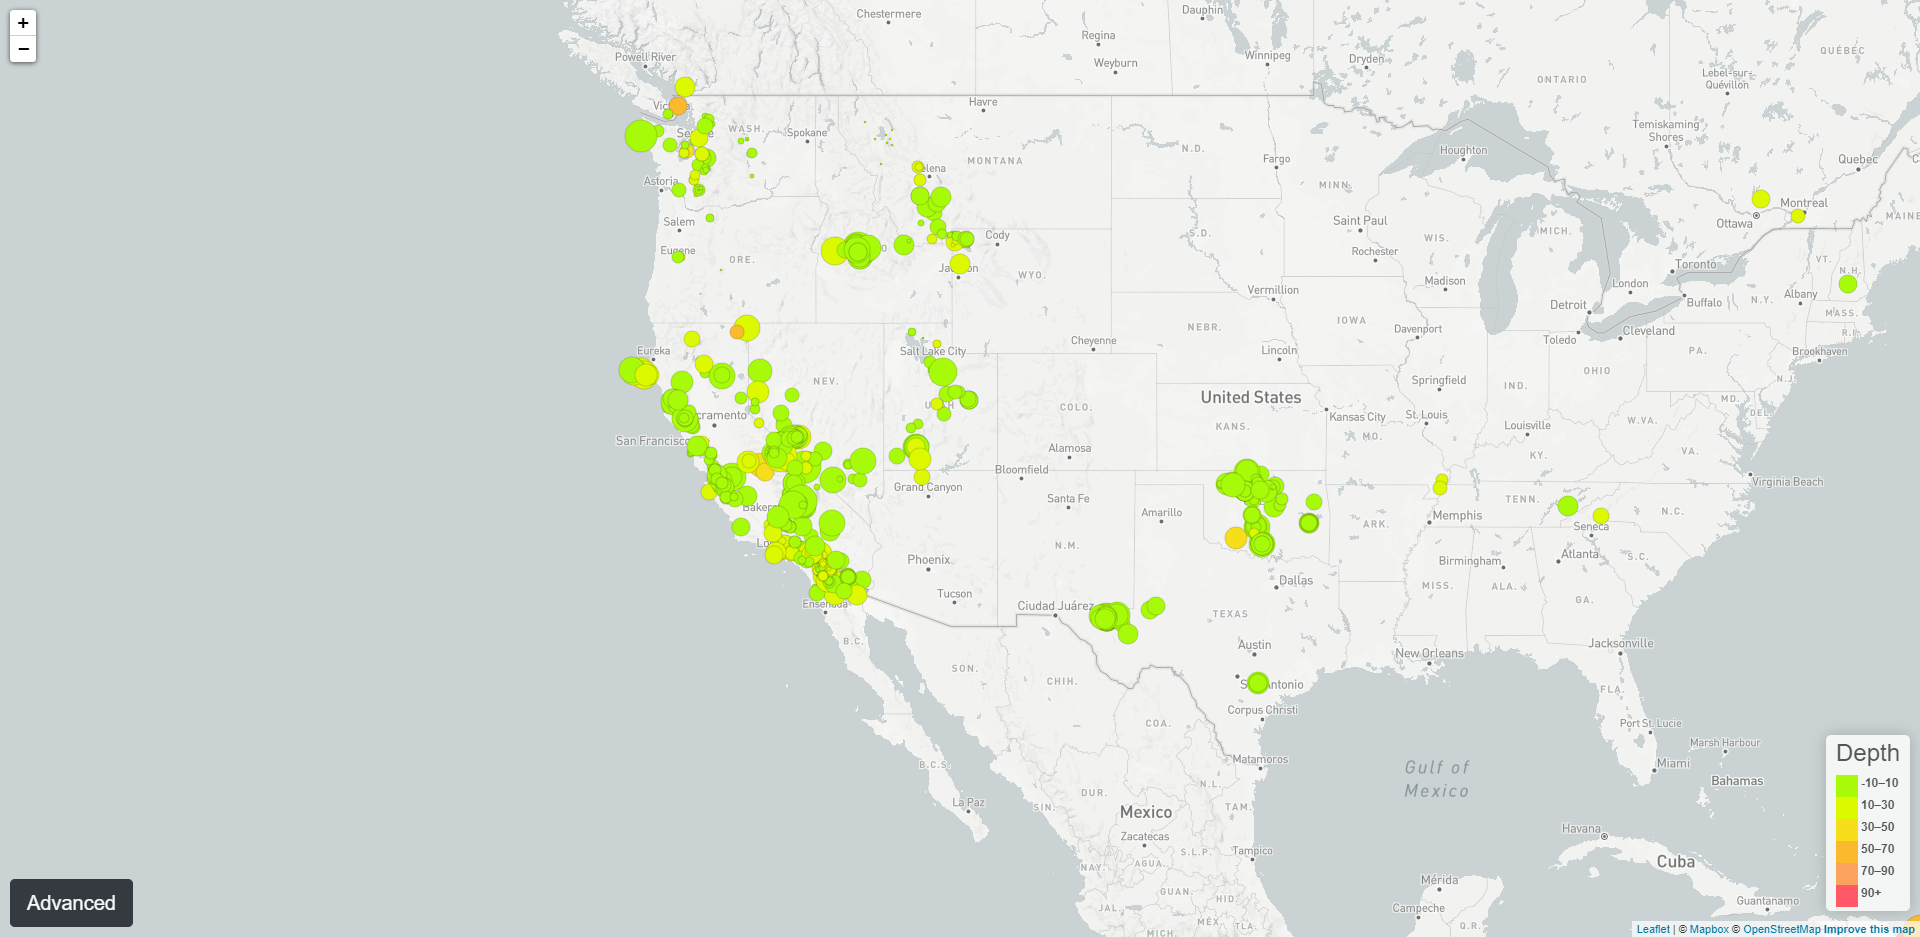 +
−
Chestermere
Dauphin
Regina
Powell River
Weyburn
Winnipeg
Dryden
QUÉBEC
ONTARIO
Lebel-sur-
Quévillon
Havre
WASH.
Spokane
Temiskaming
Shores
Houghton
Fargo
N.D.
MONTANA
Quebec
Astoria
MINN.
Salem
Saint Paul
Ottawa
Montreal
MAINE
Cody
S.D.
WIS.
MICH.
Eugene
ORE.
Rochester
Toronto
VT.
N.H.
WYO.
Madison
London
Buffalo
N.Y.
Albany
Vermillion
Detroit
MASS.
R.I.
NEBR.
IOWA
Davenport
Toledo
Cleveland
Eureka
Salt Lake City
Cheyenne
Lincoln
PA.
Brookhaven
NEV.
Springfield
IND.
OHIO
N.J.
United States
MD.
DEL.
COLO.
Kansas City
St. Louis
W.VA.
KANS.
Louisville
San Francisco
MO.
Alamosa
KY.
VA.
Bloomfield
Grand Canyon
Santa Fe
Virginia Beach
TENN.
Amarillo
Memphis
ARK.
N.C.
Seneca
N.M.
Phoenix
Birmingham
Atlanta
S.C.
Dallas
MISS.
ALA.
Tucson
GA.
Ciudad Juárez
TEXAS
B.C.
Austin
New Orleans
Jacksonville
SON.
CHIH.
FLA.
Corpus Christi
COA.
Port St. Lucie
Marsh Harbour
Matamoros
Miami
B.C.S.
Gulf of
Mexico
Bahamas
N.L.
DUR.
La Paz
SIN.
TAM.
Mexico
Zacatecas
Havana
S.L.P.
Tampico
Cuba
NAY.
AGUA.
Mérida
GUAN.
HID.
Guantanamo
JAL.
Campeche
MÉX.
TLA.
MICH.
Q.R.
Depth
-10–10
10–30
30–50
50–70
70–90
90+
Advanced
Leaflet | © Mapbox © OpenStreetMap Improve this map